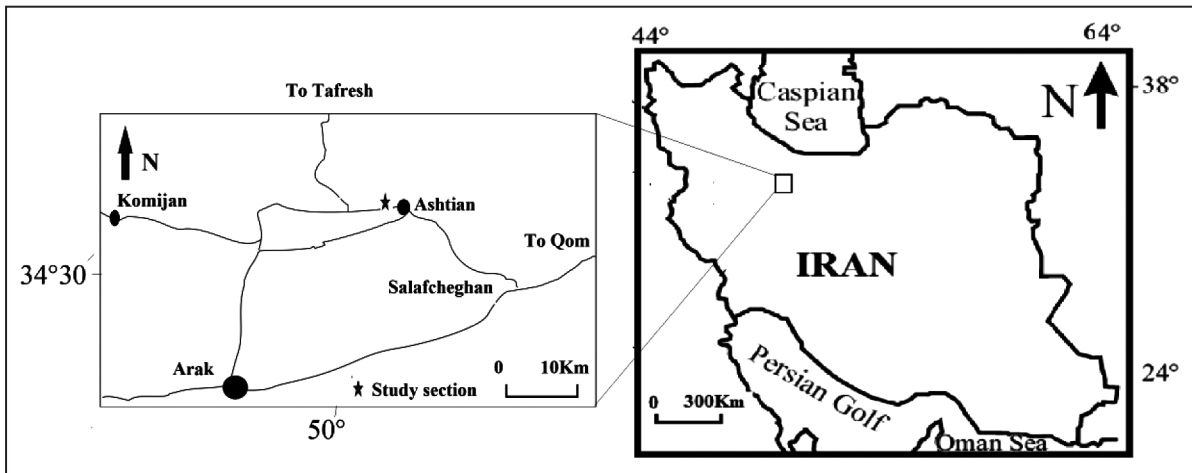 To Tafresh
N
Komijan
Ashtian
To Qom
34°30
Salafcheghan
Arak
0 10Km
Study section
50°
44°
64°
Caspian
Sea
N
38°
IRAN
Persian Golf
24°
0 300Km
Oman Sea